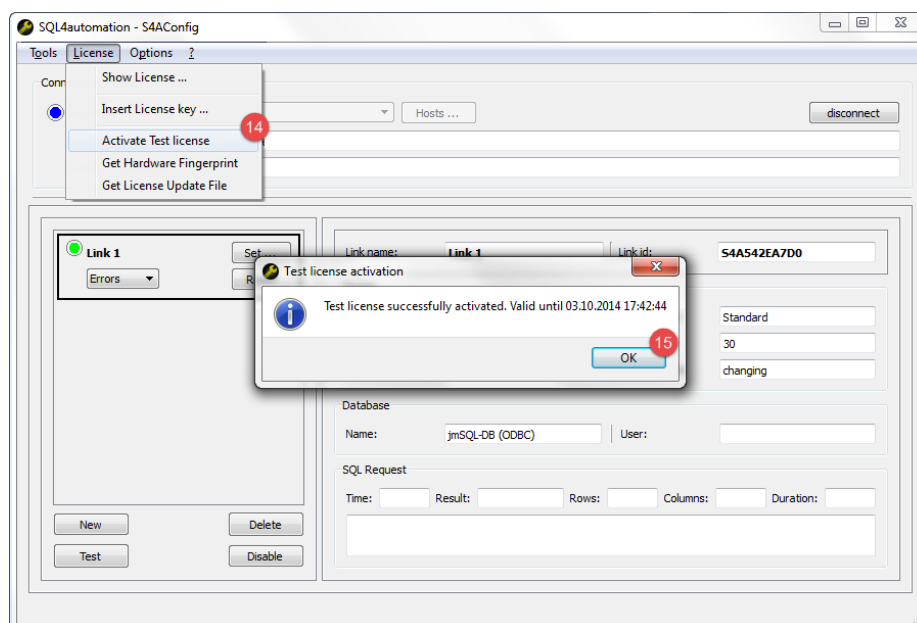 SQL4automation - S4AConfig
Tools License Options ?
Conn
Show License ...
Insert License key ...
Hosts ...
disconnect
14
Activate Test license
Get Hardware Fingerprint
Get License Update File
Link 1
Set ...
Errors
Link name:
Link 1
Link id:
S4A542EA7D0
Test license activation
Test license successfully activated. Valid until 03.10.2014 17:42:44
15
OK
Standard
30
changing
Database
Name:
jmSQL-DB (ODBC)
User:
SQL Request
Time:
Result:
Rows:
Columns:
Duration:
New
Delete
Test
Disable